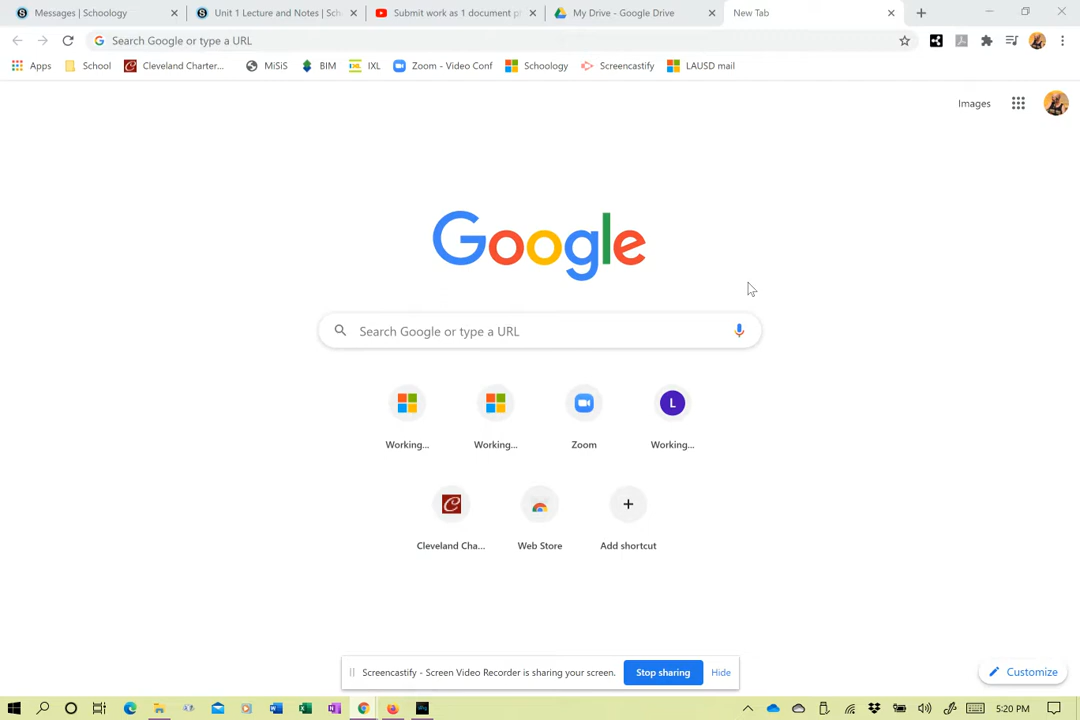 Messages | Schoology
Unit 1 Lecture and Notes | Sch
Submit work as 1 document p
My Drive - Google Drive
New Tab
Search Google or type a URL
Apps
School
Cleveland Charter...
MiSiS
BIM
IXL
Zoom - Video Conf
Schoology
Screencastify
LAUSD mail
Images
Google
Search Google or type a URL
Working...
Working...
Zoom
L
Working...
C
Cleveland Cha...
Web Store
Add shortcut
Screencastify - Screen Video Recorder is sharing your screen.
Stop sharing
Hide
Customize
5:20 PM